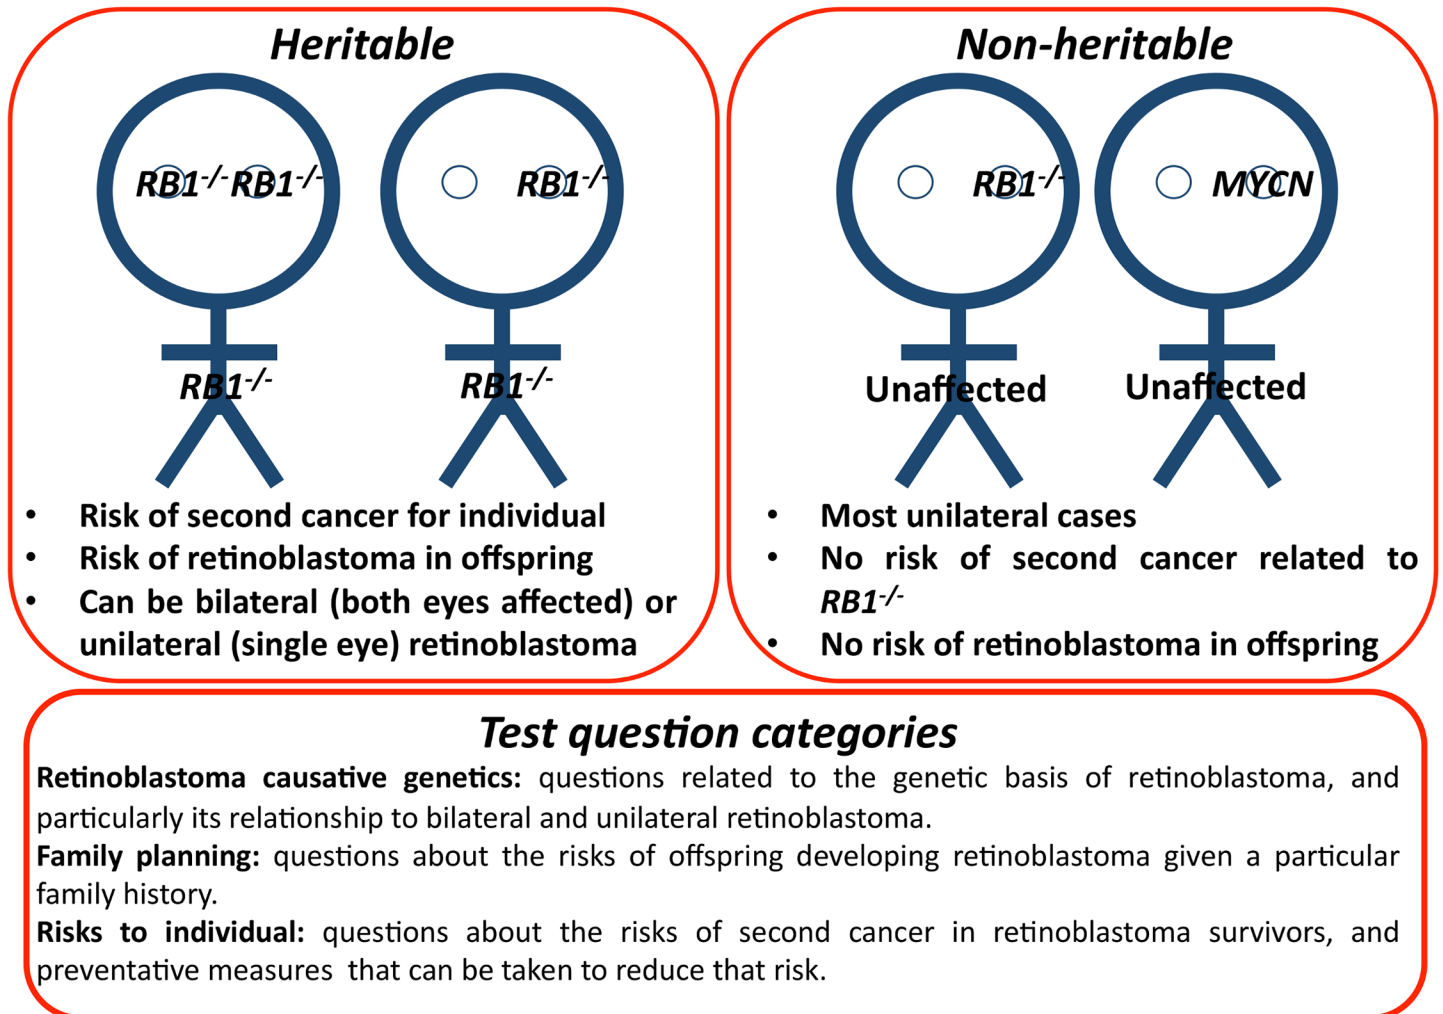 Heritable
RB1-/- RB1-/-
RB1-/-
RB1-/-
RB1-/-
• Risk of second cancer for individual
• Risk of retinoblastoma in offspring
• Can be bilateral (both eyes affected) or
unilateral (single eye) retinoblastoma
Non-heritable
RB1-/-
MYCN
Unaffected
Unaffected
• Most unilateral cases
• No risk of second cancer related to
RB1-/-
• No risk of retinoblastoma in offspring
Test question categories
Retinoblastoma causative genetics: questions related to the genetic basis of retinoblastoma, and
particularly its relationship to bilateral and unilateral retinoblastoma.
Family planning: questions about the risks of offspring developing retinoblastoma given a particular
family history.
Risks to individual: questions about the risks of second cancer in retinoblastoma survivors, and
preventative measures that can be taken to reduce that risk.